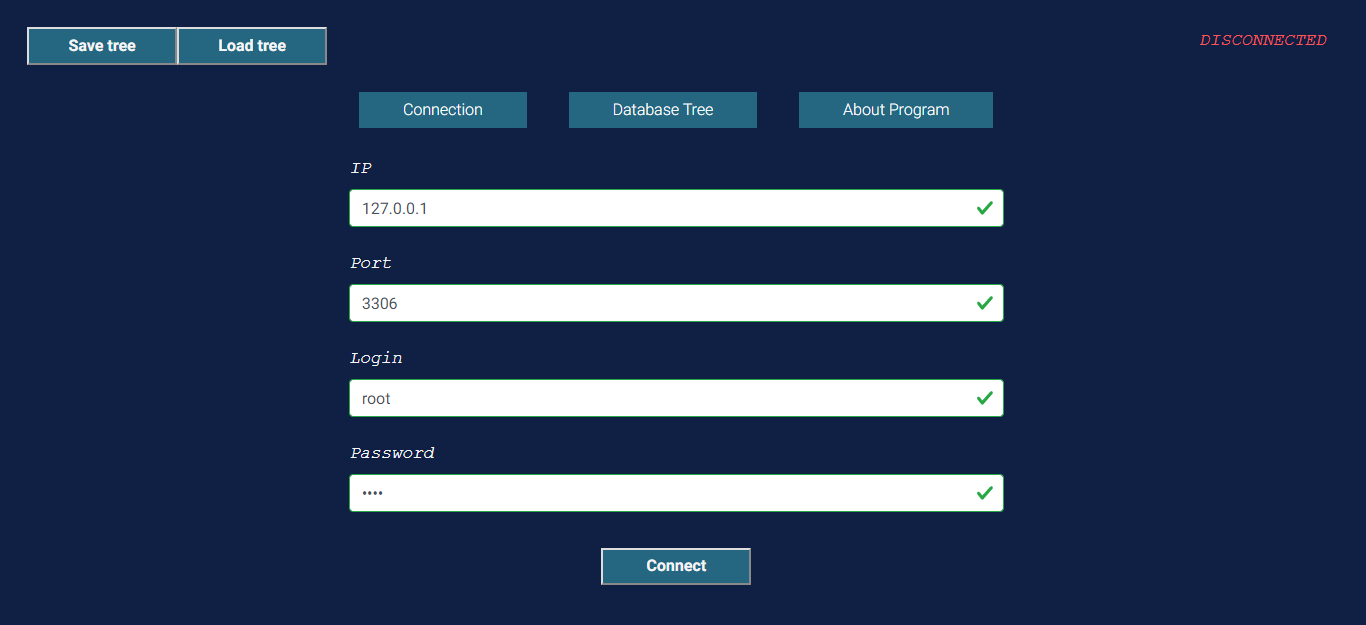 Save tree Load tree DISCONNECTED
Connection Database Tree About Program
IP
127.0.0.1
Port
3306
Login
root
Password
••••
Connect